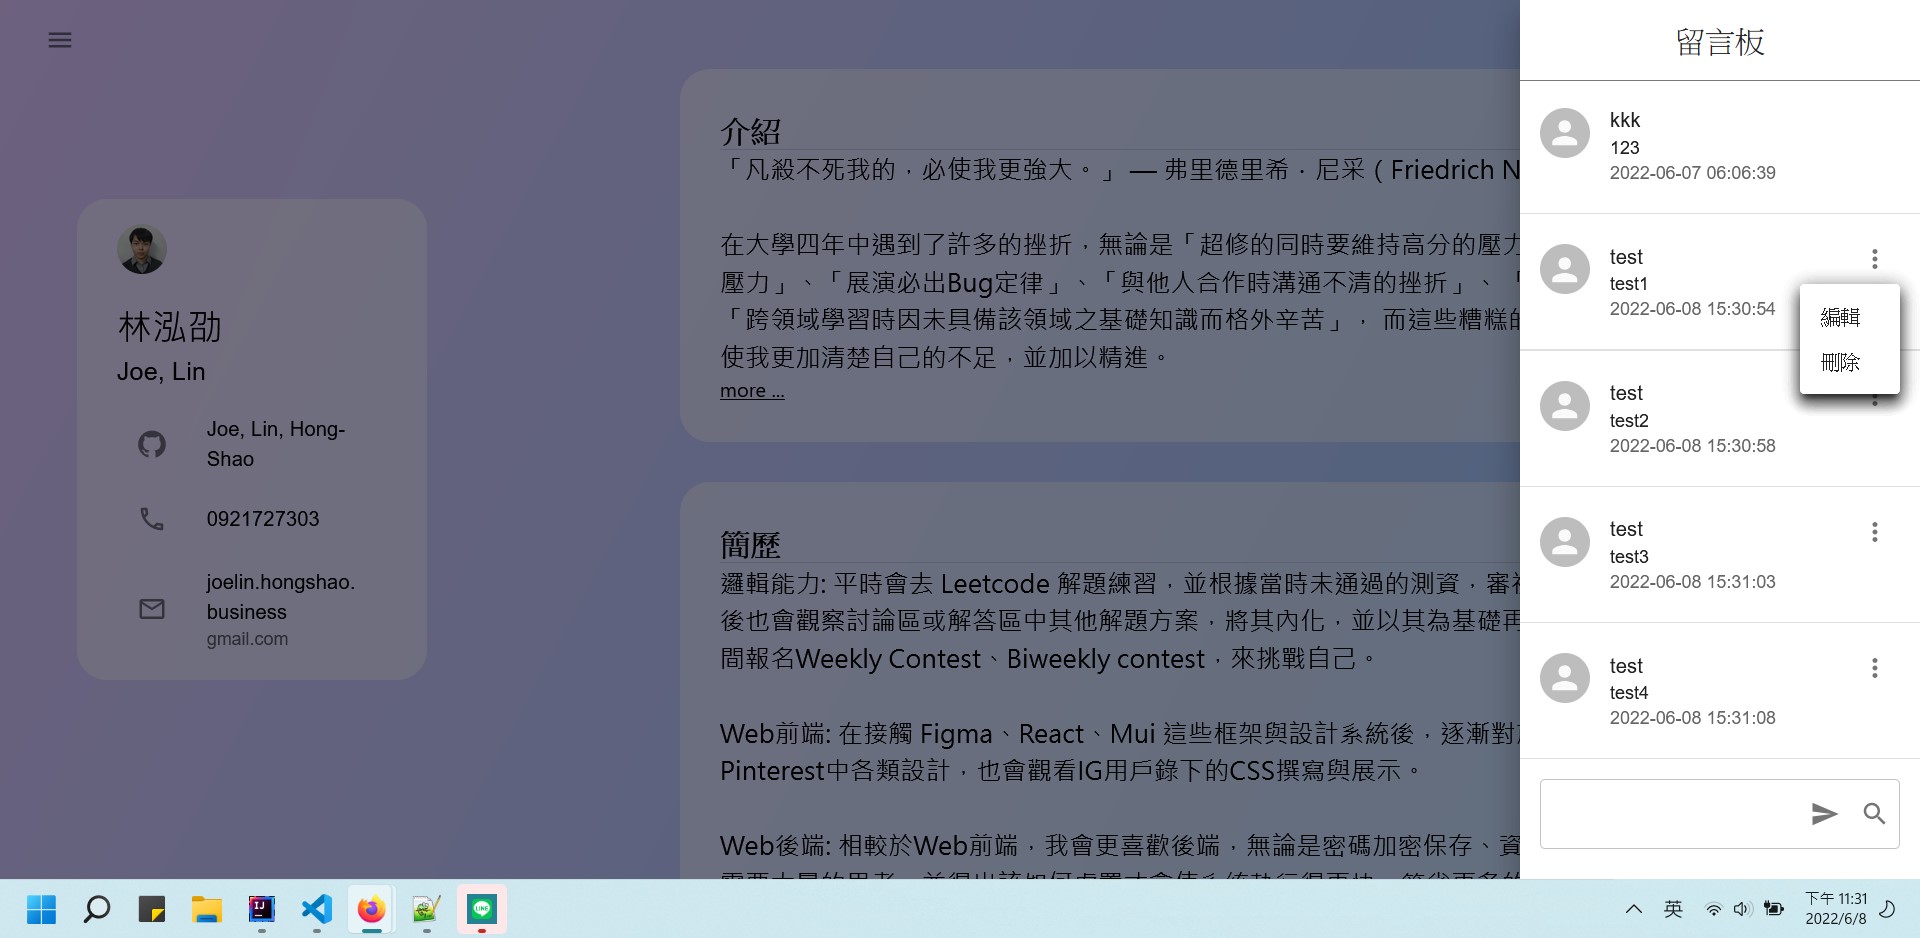 林泓劭
Joe, Lin
Joe, Lin, Hong-
Shao
0921727303
joelin.hongshao.
business
gmail.com
介紹
「凡殺不死我的，必使我更強大。」 — 弗里德里希．尼采 ( Friedrich N
在大學四年中遇到了許多的挫折，無論是「超修的同時要維持高分的壓力
壓力」、「展演必出Bug定律」、「與他人合作時溝通不清的挫折」、「
「跨領域學習時因未具備該領域之基礎知識而格外辛苦」， 而這些糟糕的
使我更加清楚自己的不足，並加以精進。
more ...
簡歷
邏輯能力: 平時會去 Leetcode 解題練習，並根據當時未通過的測資，審視
後也會觀察討論區或解答區中其他解題方案，將其內化，並以其為基礎再
間報名Weekly Contest、Biweekly contest，來挑戰自己。
Web前端: 在接觸 Figma、React、Mui 這些框架與設計系統後，逐漸對
Pinterest中各類設計，也會觀看IG用戶錄下的CSS撰寫與展示。
Web後端: 相較於Web前端，我會更喜歡後端，無論是密碼加密保存、資
留言板
kkk
123
2022-06-07 06:06:39
test
test1
2022-06-08 15:30:54
編輯
刪除
test
test2
2022-06-08 15:30:58
test
test3
2022-06-08 15:31:03
test
test4
2022-06-08 15:31:08
IJ
LINE
英
下午 11:31
2022/6/8